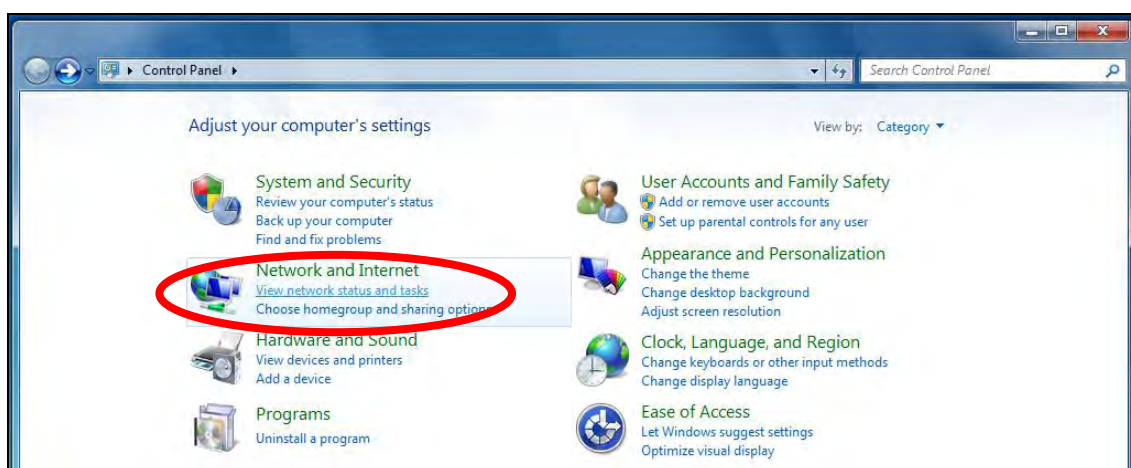 Control Panel
Search Control Panel
Adjust your computer's settings
View by: Category
System and Security
Review your computer's status
Back up your computer
Find and fix problems
Network and Internet
View network status and tasks
Choose homegroup and sharing options
Hardware and Sound
View devices and printers
Add a device
Programs
Uninstall a program
User Accounts and Family Safety
Add or remove user accounts
Set up parental controls for any user
Appearance and Personalization
Change the theme
Change desktop background
Adjust screen resolution
Clock, Language, and Region
Change keyboards or other input methods
Change display language
Ease of Access
Let Windows suggest settings
Optimize visual display